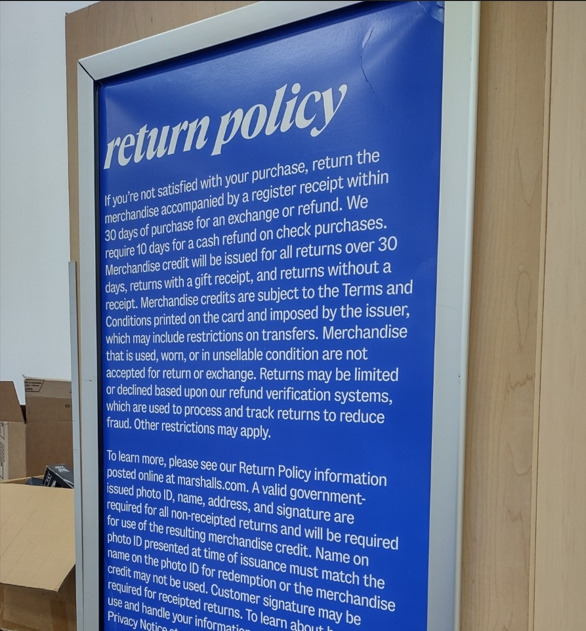 return policy
If you're not satisfied with your purchase, return the
merchandise accompanied by a register receipt within
30 days of purchase for an exchange or refund. We
require 10 days for a cash refund on check purchases.
Merchandise credit will be issued for all returns over 30
days, returns with a gift receipt, and returns without a
receipt. Merchandise credits are subject to the Terms and
Conditions printed on the card and imposed by the issuer,
which may include restrictions on transfers. Merchandise
that is used, worn, or in unsellable condition are not
accepted for return or exchange. Returns may be limited
or declined based upon our refund verification systems,
which are used to process and track returns to reduce
fraud. Other restrictions may apply.
To learn more, please see our Return Policy information
posted online at marshalls.com. A valid government-
issued photo ID, name, address, and signature are
required for all non-receipted returns and will be required
for use of the resulting merchandise credit. Name on
photo ID presented at time of issuance must match the
name on the photo ID for redemption or the merchandise
credit may not be used. Customer signature may be
required for receipted returns. To learn about
use and handle your
Privacy Notice